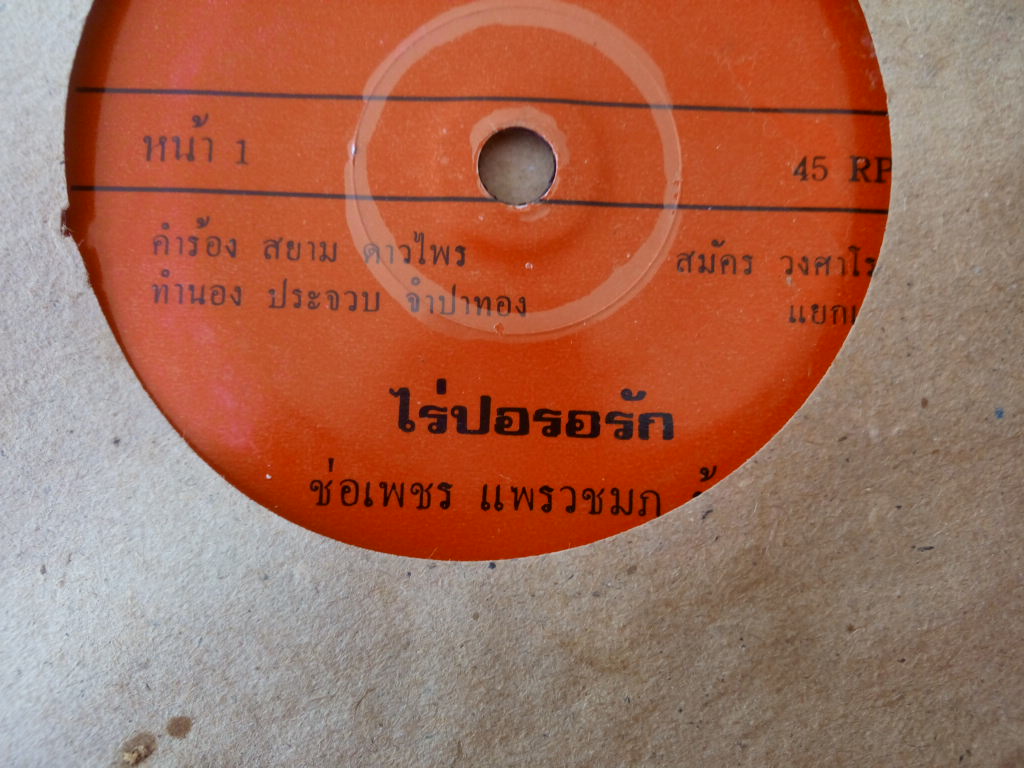 หน้า 1
45 RP
คำร้อง สยาม ดาวไพร
สมัคร วงศาโร
ทำนอง ประจวบ จำปาทอง
แยกเ
ไร่ปอรอรัก
ช่อเพชร แพรวชมภ